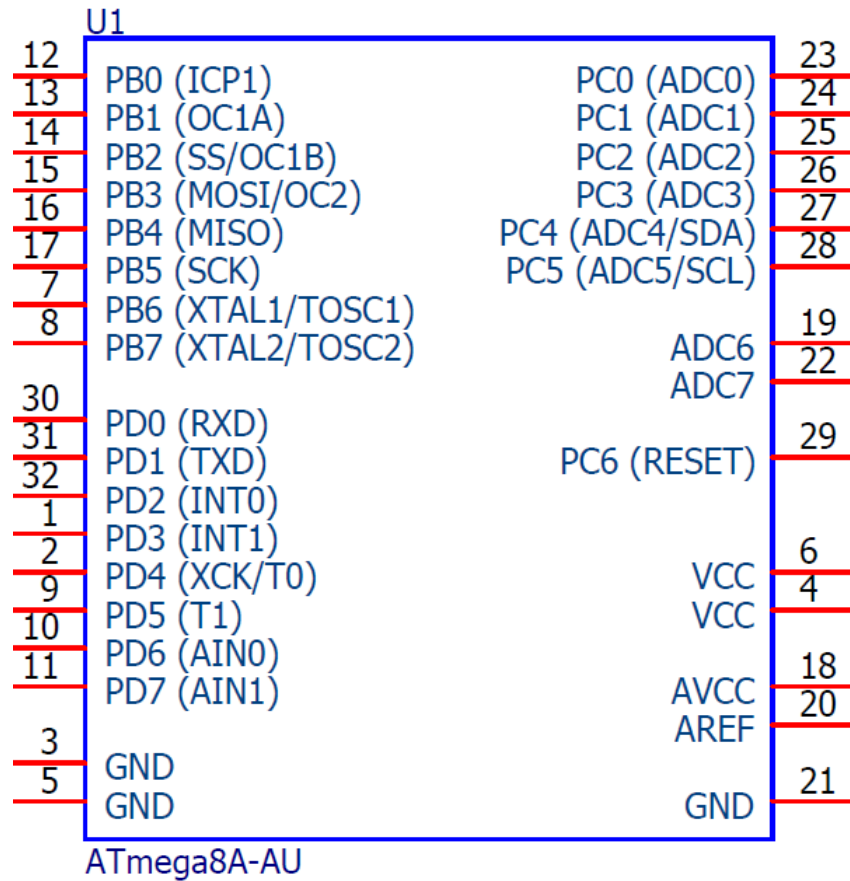 U1
12 PB0 (ICP1) PC0 (ADC0) 23
13 PB1 (OC1A) PC1 (ADC1) 24
14 PB2 (SS/OC1B) PC2 (ADC2) 25
15 PB3 (MOSI/OC2) PC3 (ADC3) 26
16 PB4 (MISO) PC4 (ADC4/SDA) 27
17 PB5 (SCK) PC5 (ADC5/SCL) 28
7 PB6 (XTAL1/TOSC1)
8 PB7 (XTAL2/TOSC2) ADC6 19
ADC7 22
30 PD0 (RXD)
31 PD1 (TXD) PC6 (RESET) 29
32 PD2 (INT0)
1 PD3 (INT1)
2 PD4 (XCK/T0) VCC 6
9 PD5 (T1) VCC 4
10 PD6 (AIN0)
11 PD7 (AIN1) AVCC 18
AREF 20
3 GND
5 GND GND 21
ATmega8A-AU